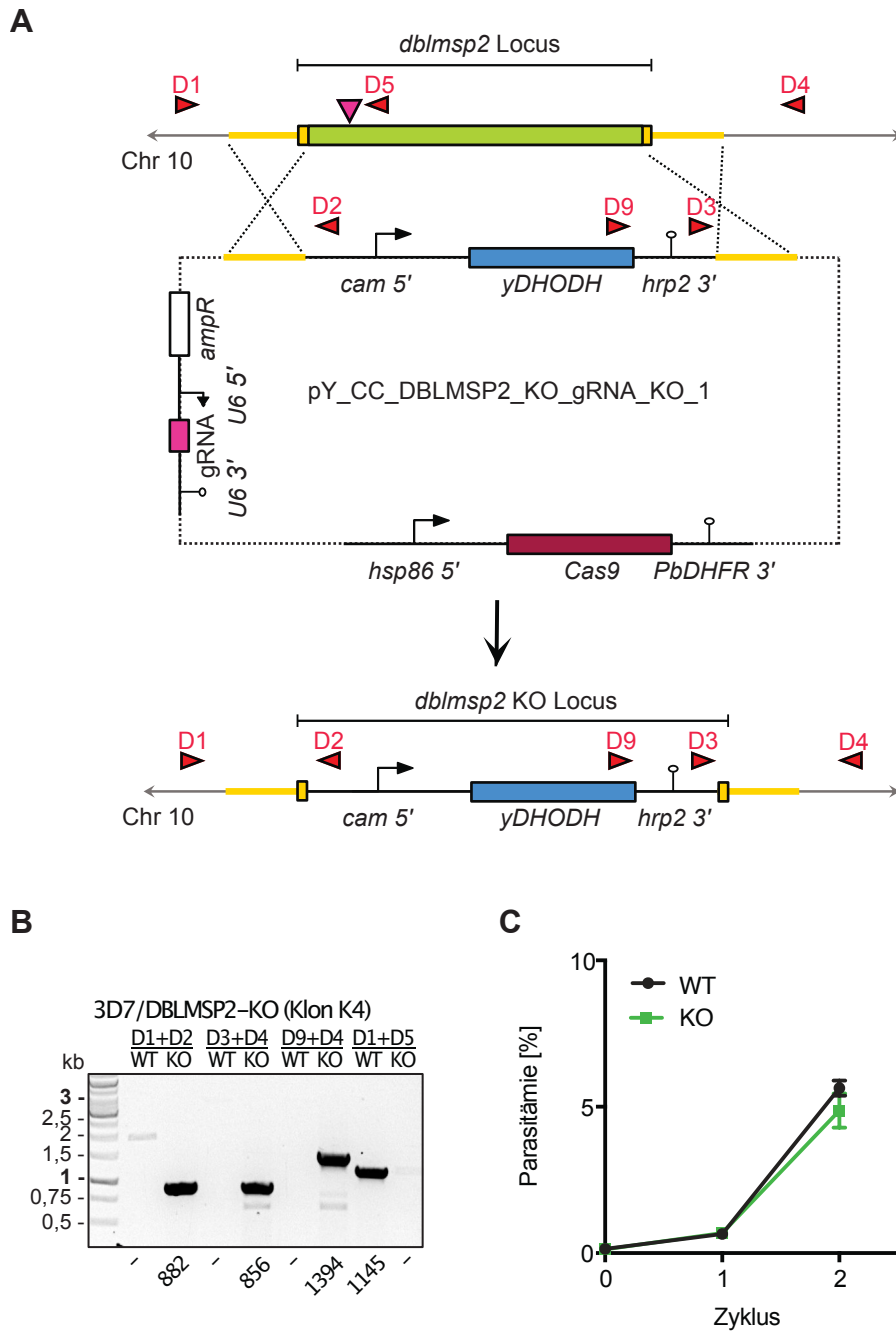 A
dblmsp2 Locus
D1
D5
D4
Chr 10
D2
D9
D3
cam 5'
yDHODH
hrp2 3'
ampR
U6 5'
gRNA
U6 3'
pY_CC_DBLMSP2_KO_gRNA_KO_1
hsp86 5'
Cas9
PbDHFR 3'
dblmsp2 KO Locus
D1
D2
D9
D3
D4
Chr 10
cam 5'
yDHODH
hrp2 3'
B
3D7/DBLMSP2–KO (Klon K4)
D1+D2 D3+D4 D9+D4 D1+D5
kb WT KO WT KO WT KO WT KO
3 -
2,5 -
2 -
1,5 -
1 -
0,75 -
0,5 -
- 882 - 856 - 1394 1145 -
C
10
WT
KO
5
0
Parasitämie [%]
0 1 2
Zyklus